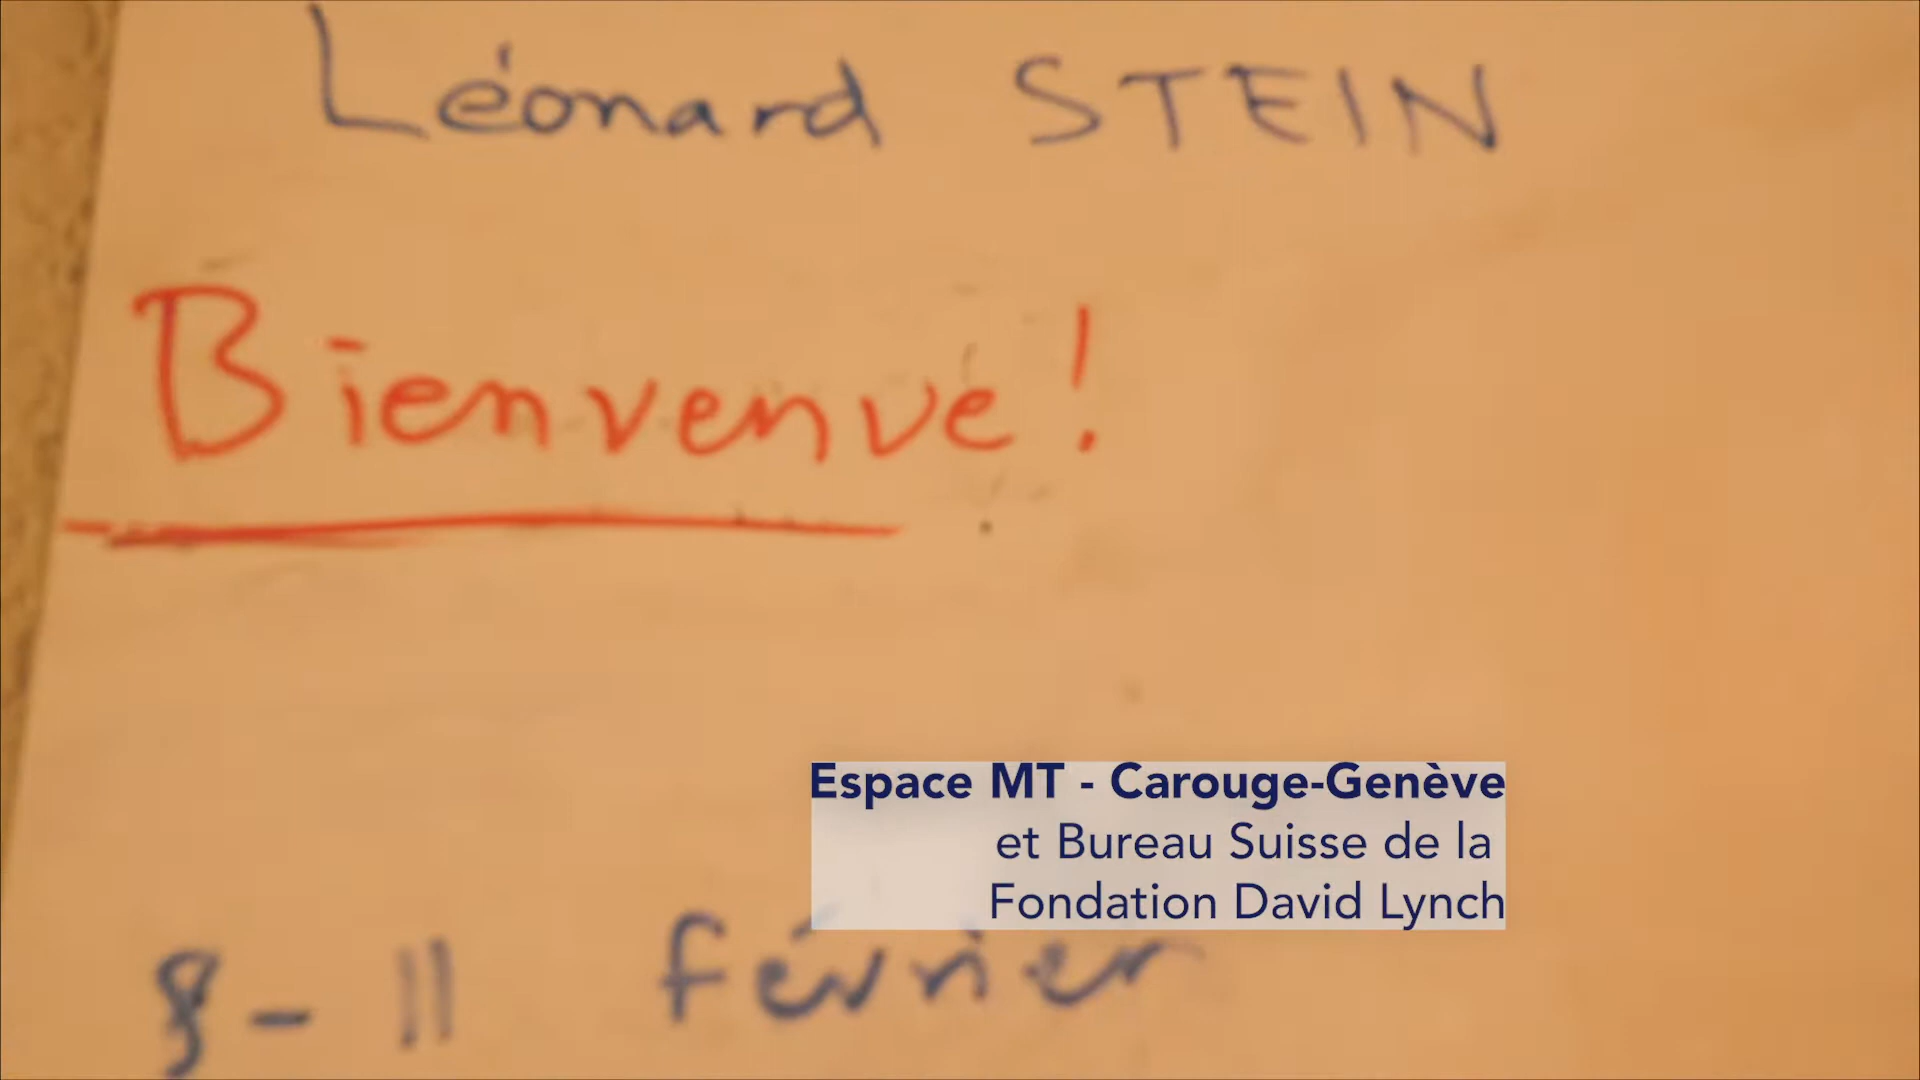 Léonard STEIN
Bienvenue !
Espace MT - Carouge-Genève
et Bureau Suisse de la
Fondation David Lynch
8 - 11 février